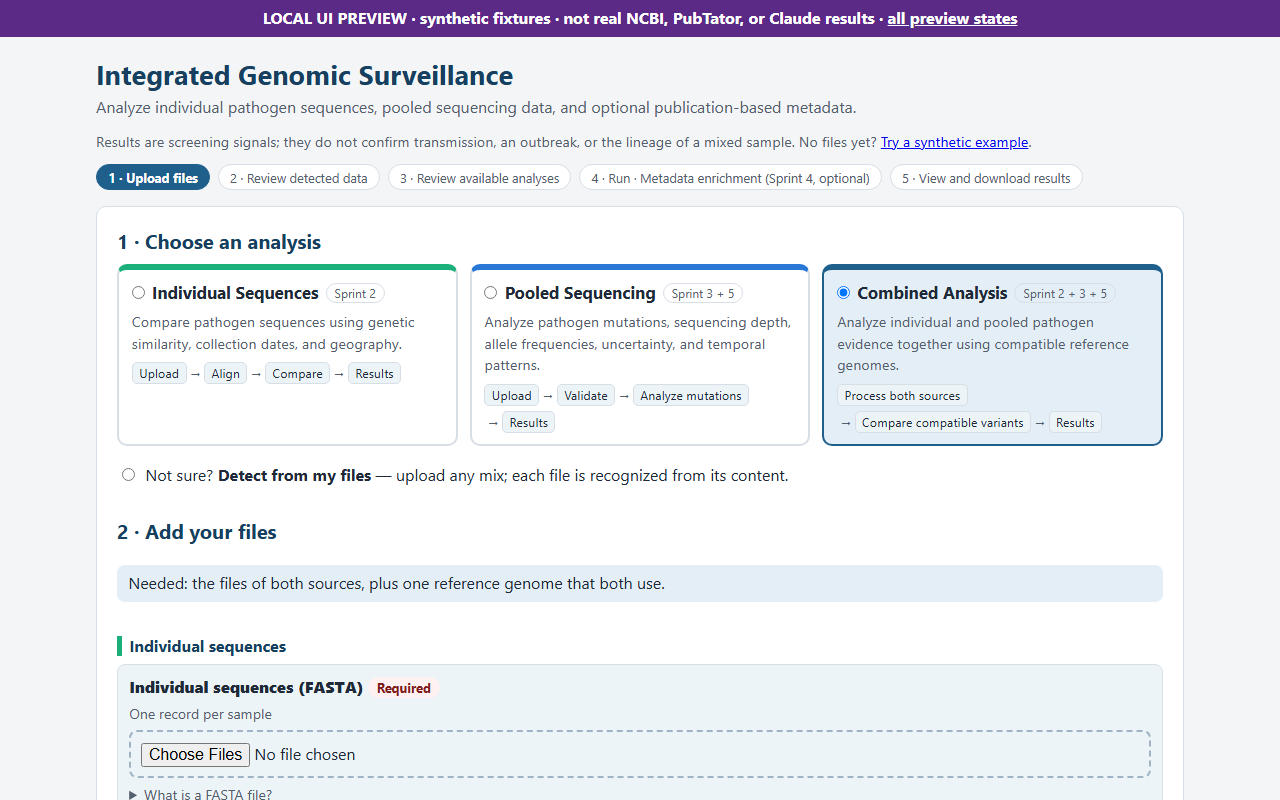 LOCAL UI PREVIEW · synthetic fixtures · not real NCBI, PubTator, or Claude results · all preview states
Integrated Genomic Surveillance
Analyze individual pathogen sequences, pooled sequencing data, and optional publication-based metadata.
Results are screening signals; they do not confirm transmission, an outbreak, or the lineage of a mixed sample. No files yet? Try a synthetic example.
1 · Upload files
2 · Review detected data
3 · Review available analyses
4 · Run · Metadata enrichment (Sprint 4, optional)
5 · View and download results
1 · Choose an analysis
Individual Sequences Sprint 2
Compare pathogen sequences using genetic
similarity, collection dates, and geography.
Upload → Align → Compare → Results
Pooled Sequencing Sprint 3 + 5
Analyze pathogen mutations, sequencing depth,
allele frequencies, uncertainty, and temporal
patterns.
Upload → Validate → Analyze mutations
→ Results
Combined Analysis Sprint 2 + 3 + 5
Analyze individual and pooled pathogen
evidence together using compatible reference
genomes.
Process both sources
→ Compare compatible variants → Results
Not sure? Detect from my files — upload any mix; each file is recognized from its content.
2 · Add your files
Needed: the files of both sources, plus one reference genome that both use.
Individual sequences
Individual sequences (FASTA) Required
One record per sample
Choose Files No file chosen
▶ What is a FASTA file?